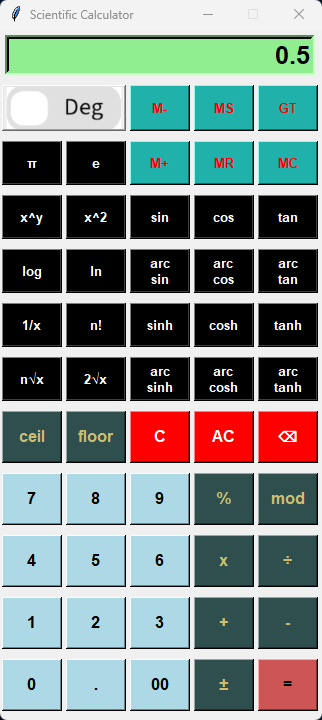 Scientific Calculator
0.5
Deg M- MS GT
π e M+ MR MC
x^y x^2 sin cos tan
log ln arc sin arc cos arc tan
1/x n! sinh cosh tanh
n√x 2√x arc sinh arc cosh arc tanh
ceil floor C AC ⌫
7 8 9 % mod
4 5 6 x ÷
1 2 3 + -
0 . 00 ± =